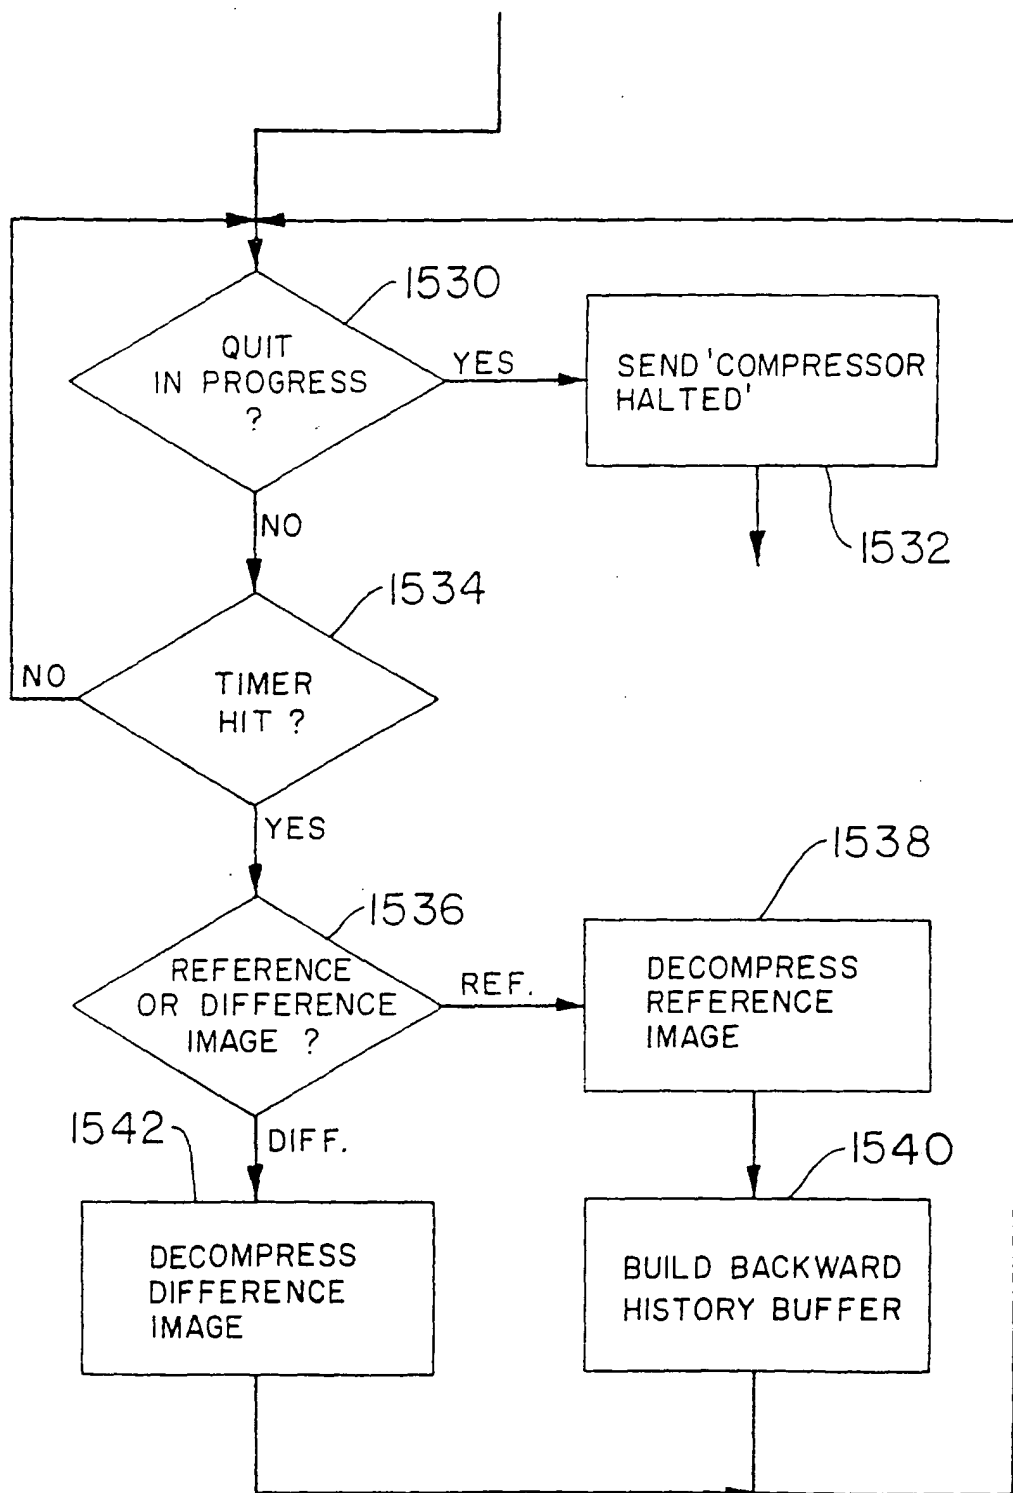 1530
QUIT
IN PROGRESS
?
YES
SEND 'COMPRESSOR
HALTED'
1532
NO
1534
TIMER
HIT ?
NO
YES
1536
REFERENCE
OR DIFFERENCE
IMAGE ?
REF.
1538
DECOMPRESS
REFERENCE
IMAGE
DIFF.
1542
DECOMPRESS
DIFFERENCE
IMAGE
1540
BUILD BACKWARD
HISTORY BUFFER